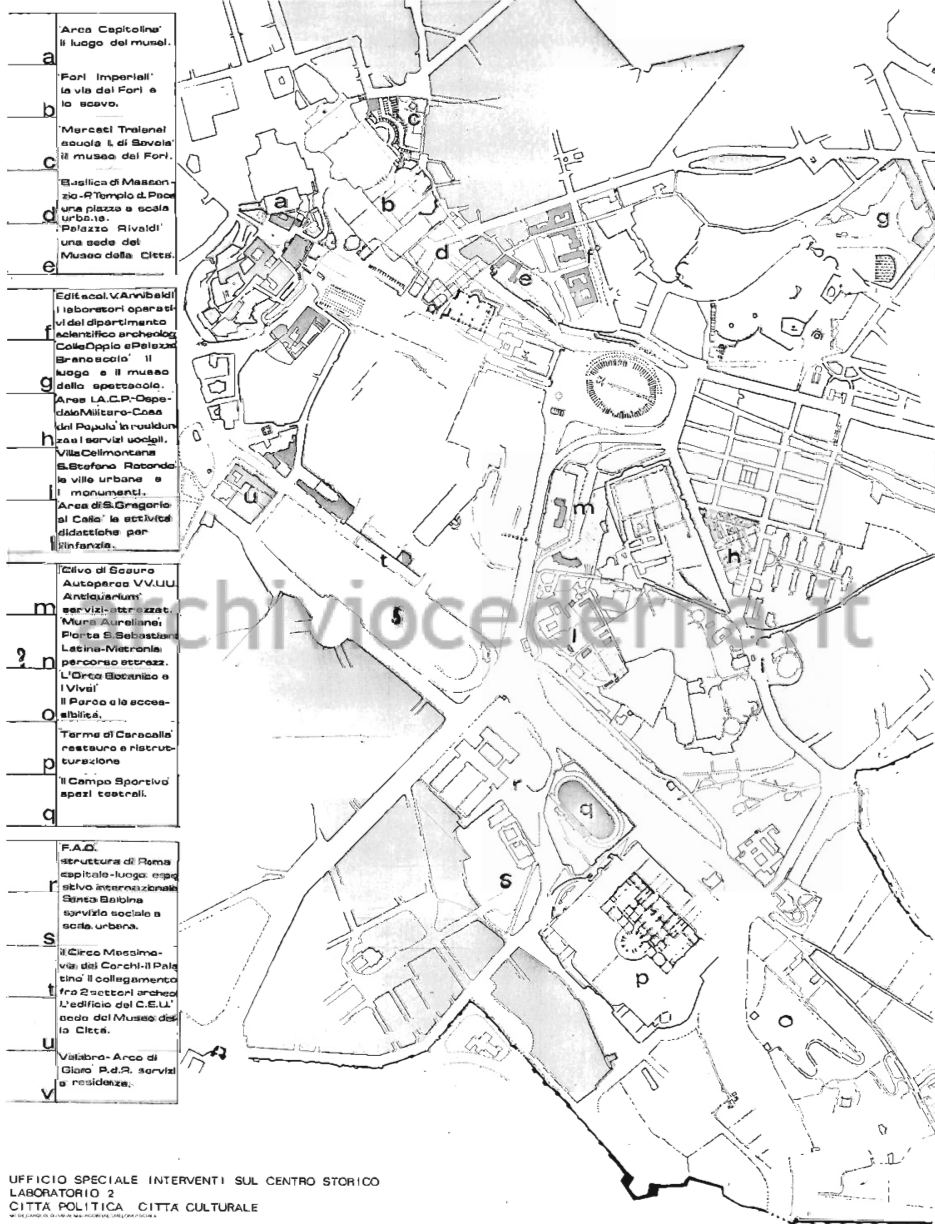 'Area Capitolina'
il luogo dei musei.
a
'Fori Imperiali'
la via dei Fori e
lo scavo.
b
'Mercati Traianei
scuola I. di Savoia'
il museo dei Fori.
c
'Basilica di Massen-
zio-P. Templo d. Pace
una piazza a scala
urbana.
d
'Palazzo Rivaldi'
una sede del
Museo della Città.
e
Edif. scol. V. Annibaldi
i laboratori operati-
vi del dipartimento
scientifico archeolog
f
Colle Oppio e Palazzo
Brancaccio' il
luogo e il museo
dello spettacolo.
g
Area I.A.C.P.-Ospe-
dale Militare-Casa
del Popolo' la residen
za e i servizi sociali.
h
Villa Celimontana
S. Stefano Rotondo
le ville urbane e
i monumenti.
i
Area di S. Gregorio
al Celio' le attività
didattiche per
l'infanzia.
l
'Clivo di Scauro
Autoparco VV.UU.
Antiquarium'
servizi-attrezzat.
m
'Mura Aureliane:
Porta S. Sebastiano
Latina-Metronia
percorso attrezz.
n
'L'Orto Botanico e
i Vivai'
il Parco e la acces-
sibilità.
o
'Terme di Caracalla'
restauro e ristrut-
turazione
p
'Il Campo Sportivo'
spazi teatrali.
q
'F.A.O.
struttura di Roma
capitale-luogo espo
sitivo internazionale
r
Santa Balbina
servizio sociale a
scala urbana.
s
il Circo Massimo-
via dei Cerchi-il Pala
tino' il collegamento
fra 2 settori archeol
t
L'edificio del C.E.U.'
sede del Museo del
la Città.
u
Velabro-Arco di
Giano' P.d.R. servizi
e residenza.
v
?
a
b
c
d
e
f
g
h
i
l
m
o
p
q
r
s
t
u
archiviocederna.it
UFFICIO SPECIALE INTERVENTI SUL CENTRO STORICO
LABORATORIO 2
CITTÀ POLITICA CITTÀ CULTURALE